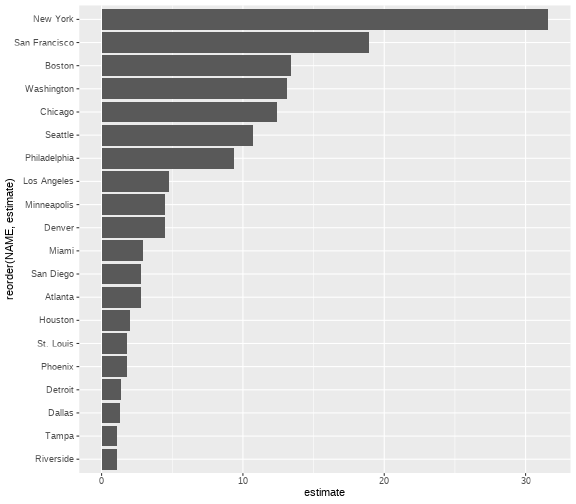 New York
San Francisco
Boston
Washington
Chicago
Seattle
Philadelphia
Los Angeles
Minneapolis
Denver
Miami
San Diego
Atlanta
Houston
St. Louis
Phoenix
Detroit
Dallas
Tampa
Riverside
reorder(NAME, estimate)
0 10 20 30
estimate